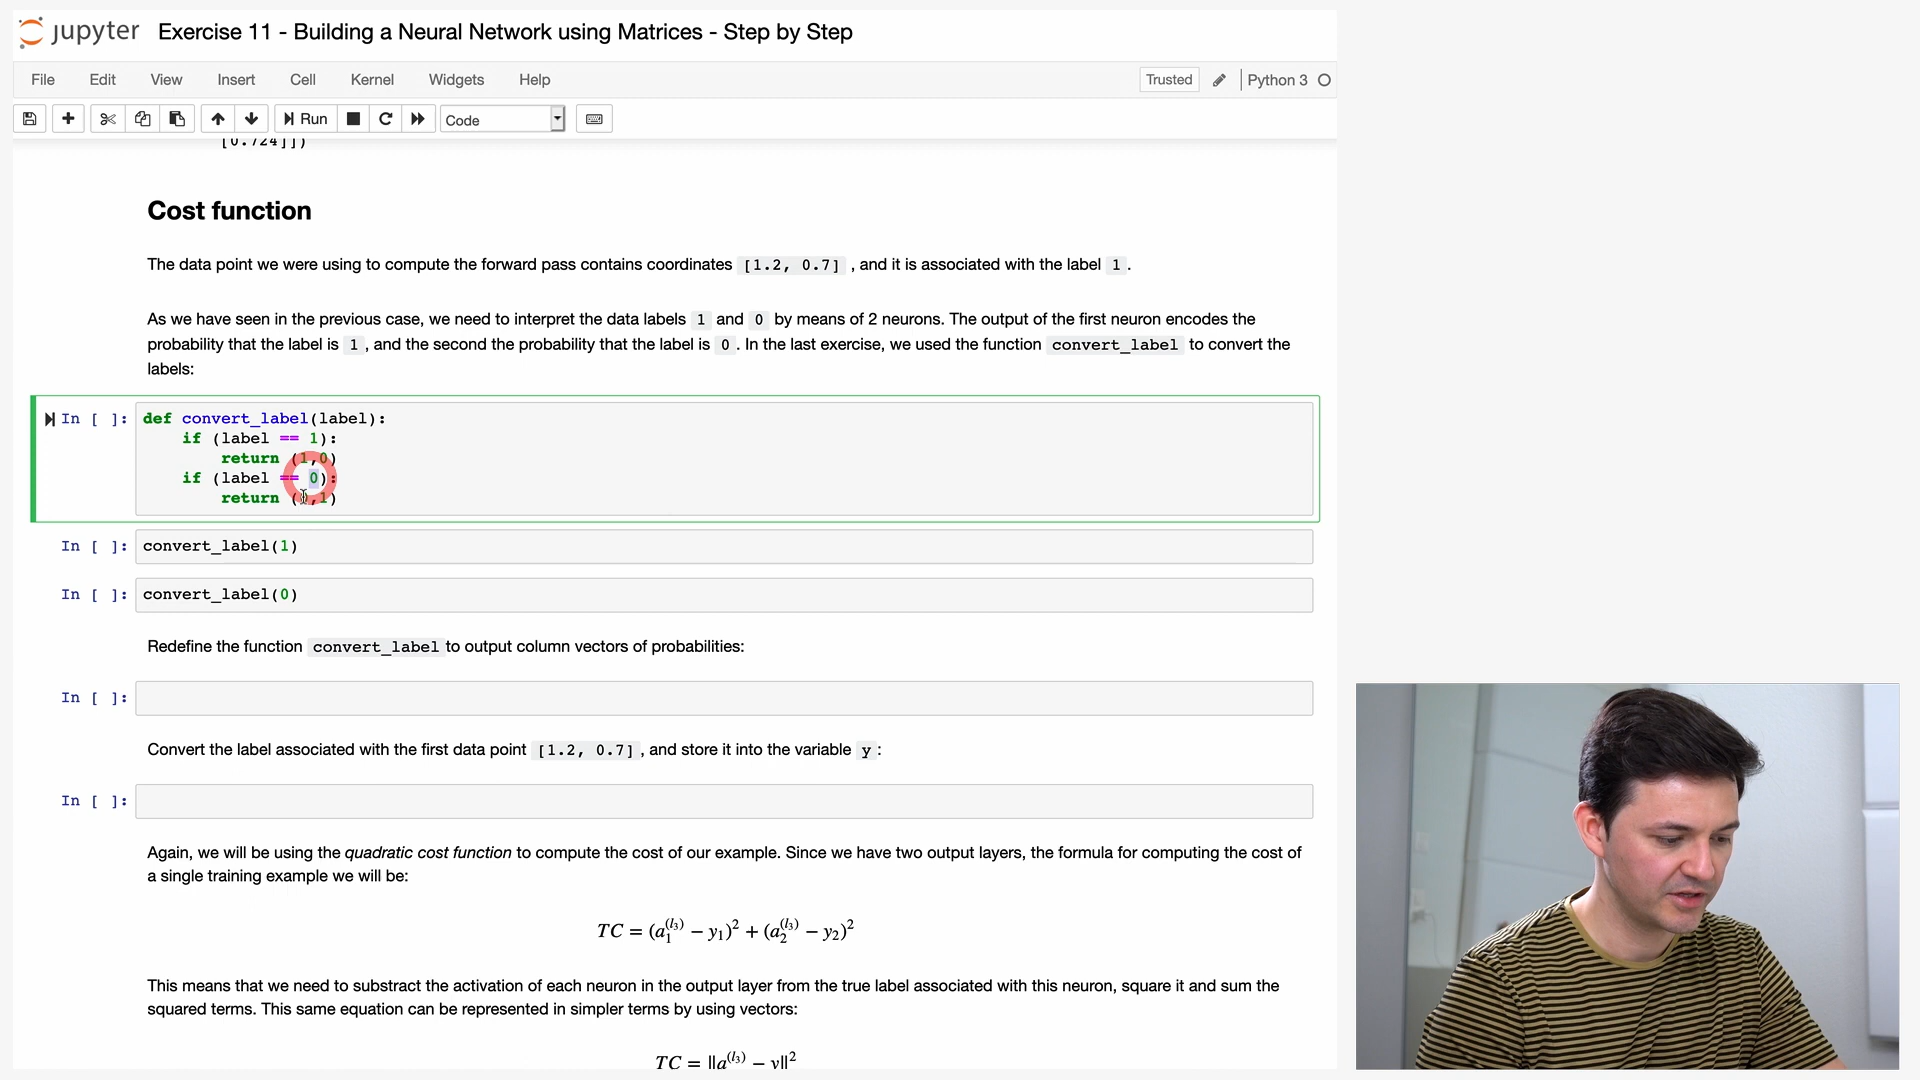 jupyter Exercise 11 - Building a Neural Network using Matrices - Step by Step
File Edit View Insert Cell Kernel Widgets Help Trusted Python 3
Run Code
[0.724]])
Cost function
The data point we were using to compute the forward pass contains coordinates [1.2, 0.7] , and it is associated with the label 1 .
As we have seen in the previous case, we need to interpret the data labels 1 and 0 by means of 2 neurons. The output of the first neuron encodes the
probability that the label is 1 , and the second the probability that the label is 0 . In the last exercise, we used the function convert_label to convert the
labels:
In [ ]: def convert_label(label):
if (label == 1):
return (1,0)
if (label == 0):
return (0,1)
In [ ]: convert_label(1)
In [ ]: convert_label(0)
Redefine the function convert_label to output column vectors of probabilities:
In [ ]:
Convert the label associated with the first data point [1.2, 0.7] , and store it into the variable y :
In [ ]:
Again, we will be using the quadratic cost function to compute the cost of our example. Since we have two output layers, the formula for computing the cost of
a single training example we will be:
TC = (a₁^(l₃) − y₁)² + (a₂^(l₃) − y₂)²
This means that we need to substract the activation of each neuron in the output layer from the true label associated with this neuron, square it and sum the
squared terms. This same equation can be represented in simpler terms by using vectors:
TC = ||a^(l₃) − y||²